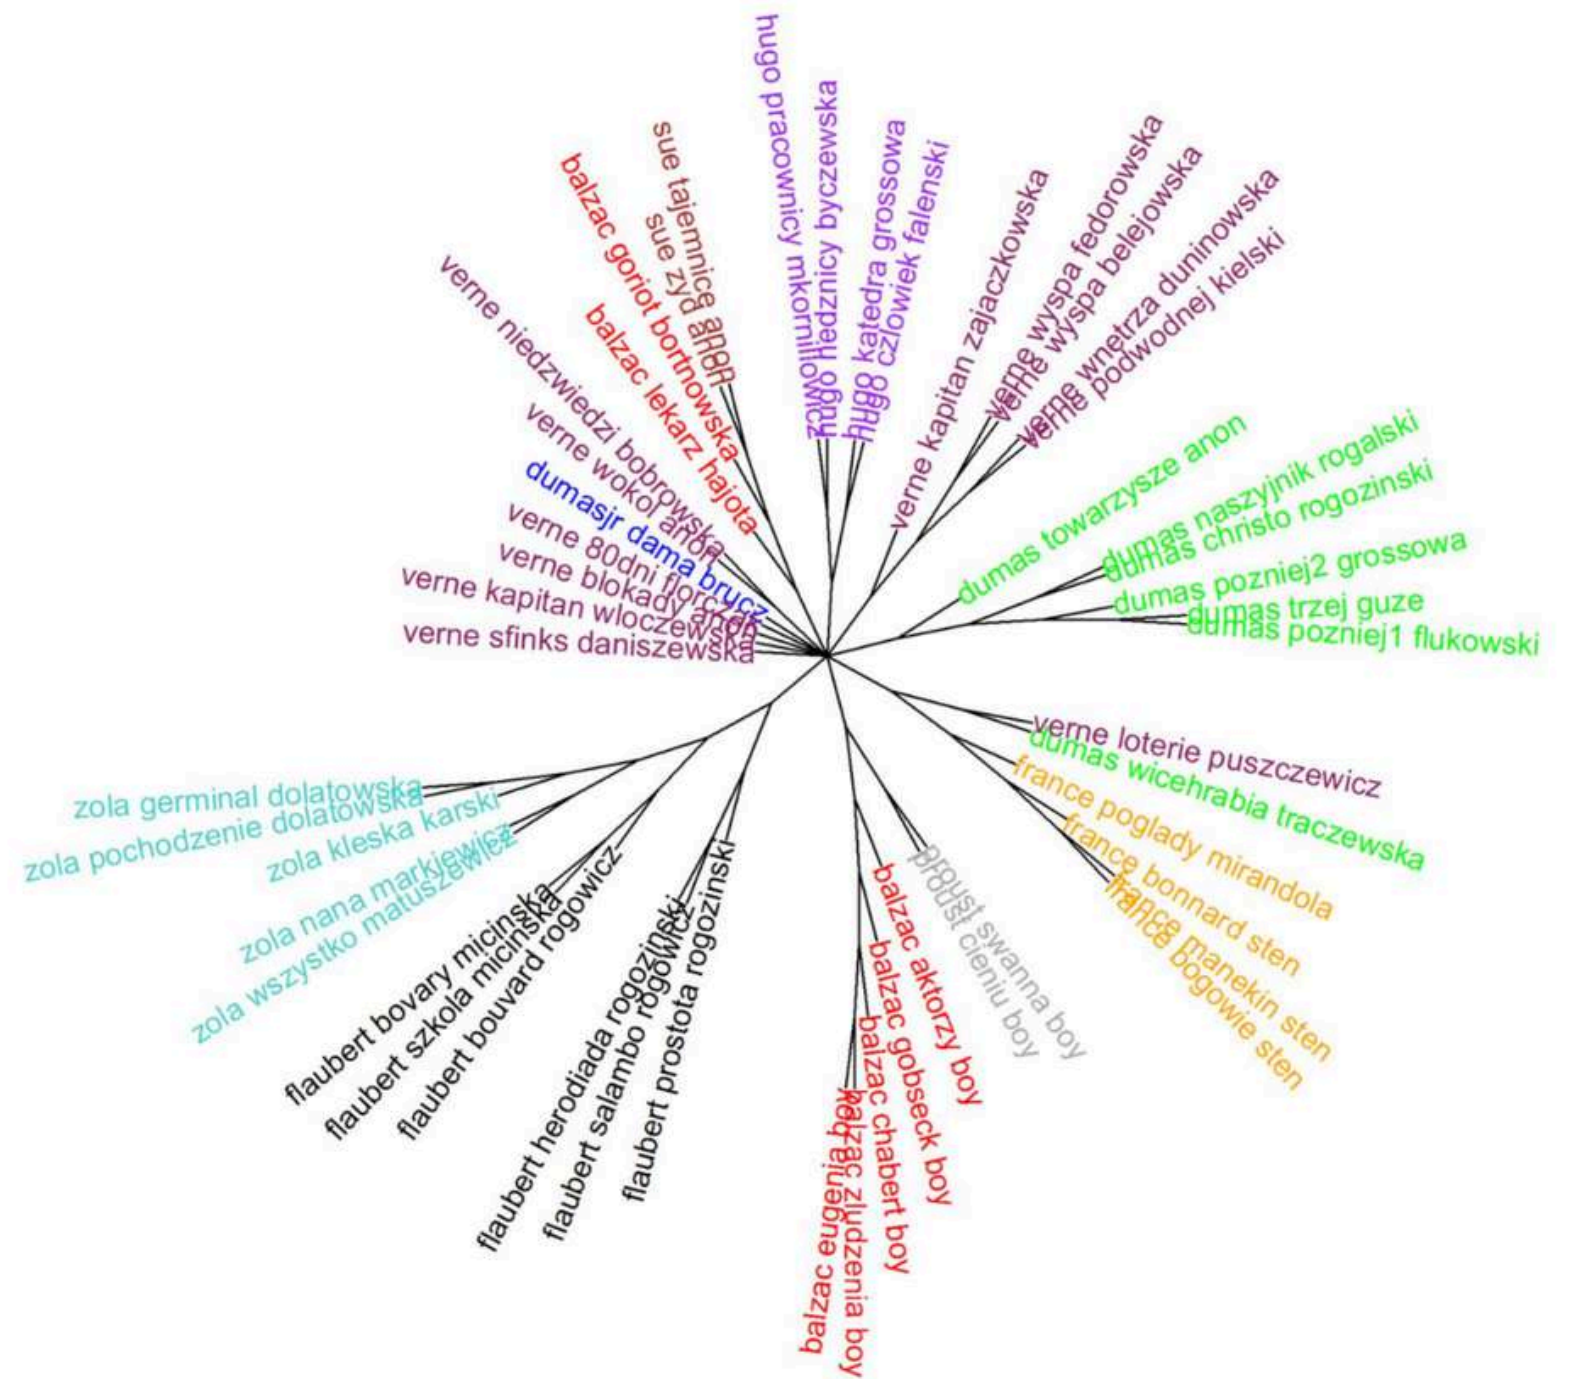 hugo pracownicy mkornilowicz
hugo nedznicy byczewska
hugo katedra grossowa
hugo czlowiek falenski
verne kapitan zajaczkowska
verne wyspa fedorowska
verne wyspa belejowska
verne wnetrza duninowska
verne podwodnej kielski
dumas towarzysze anon
dumas naszyjnik rogalski
dumas christo rogozinski
dumas pozniej2 grossowa
dumas trzej guze
dumas pozniej1 flukowski
verne loterie puszczewicz
dumas wicehrabia traczewska
france poglady mirandola
france bonnard sten
france manekin sten
france bogowie sten
proust swanna boy
proust cieniu boy
balzac aktorzy boy
balzac gobseck boy
balzac chabert boy
balzac zludzenia boy
balzac eugenia boy
flaubert prostota rogozinski
flaubert salambo rogowicz
flaubert herodiada rogozinski
flaubert bouvard rogowicz
flaubert szkola micinska
flaubert bovary micinska
zola wszystko matuszewicz
zola nana markiewicz
zola kleska karski
zola pochodzenie dolatowska
zola germinal dolatowska
verne sfinks daniszewska
verne kapitan wloczewska
verne blokady anon
verne 80dni florczak
dumasjr dama brucz
verne wokol anon
verne niedzwiedzi bobrowska
balzac lekarz hajota
balzac goriot bortnowska
sue zyd anon
sue tajemnice anon